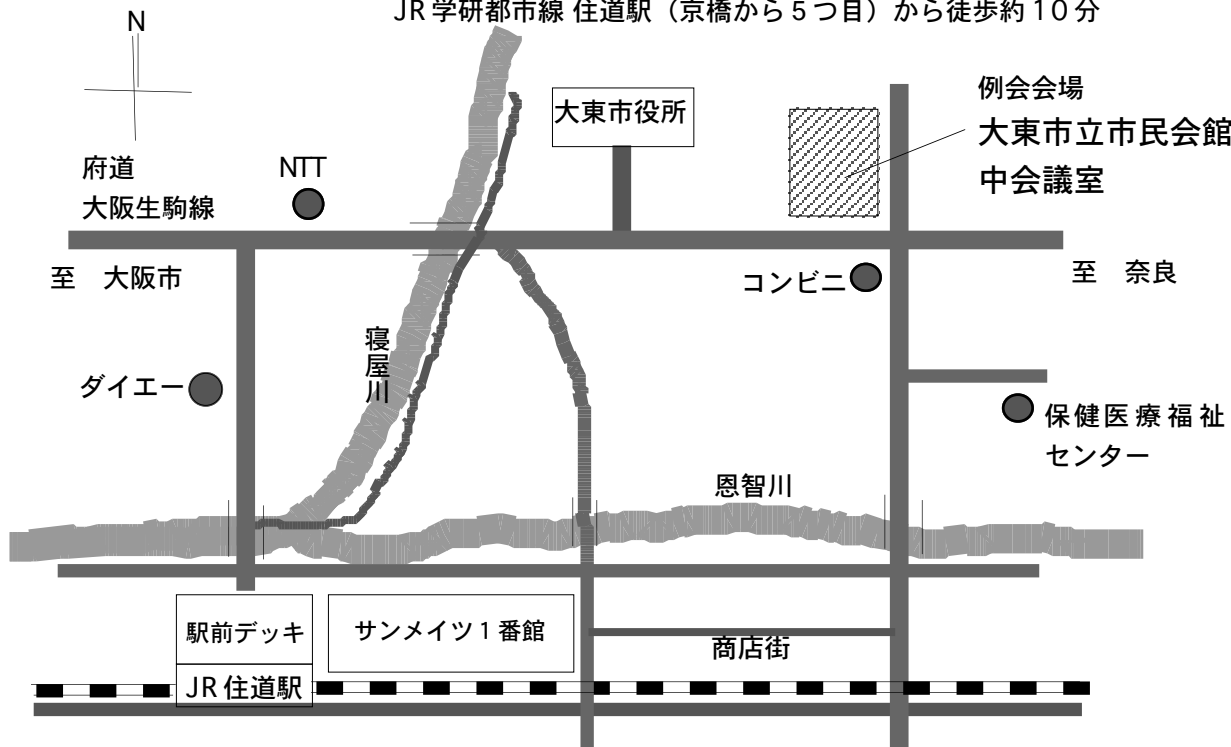 JR学研都市線 住道駅（京橋から５つ目）から徒歩約１０分
N
例会会場
大東市立市民会館
中会議室
大東市役所
府道
大阪生駒線
NTT
至　大阪市
コンビニ
至　奈良
寝屋川
ダイエー
保健医療福祉
センター
恩智川
駅前デッキ
サンメイツ１番館
商店街
JR住道駅